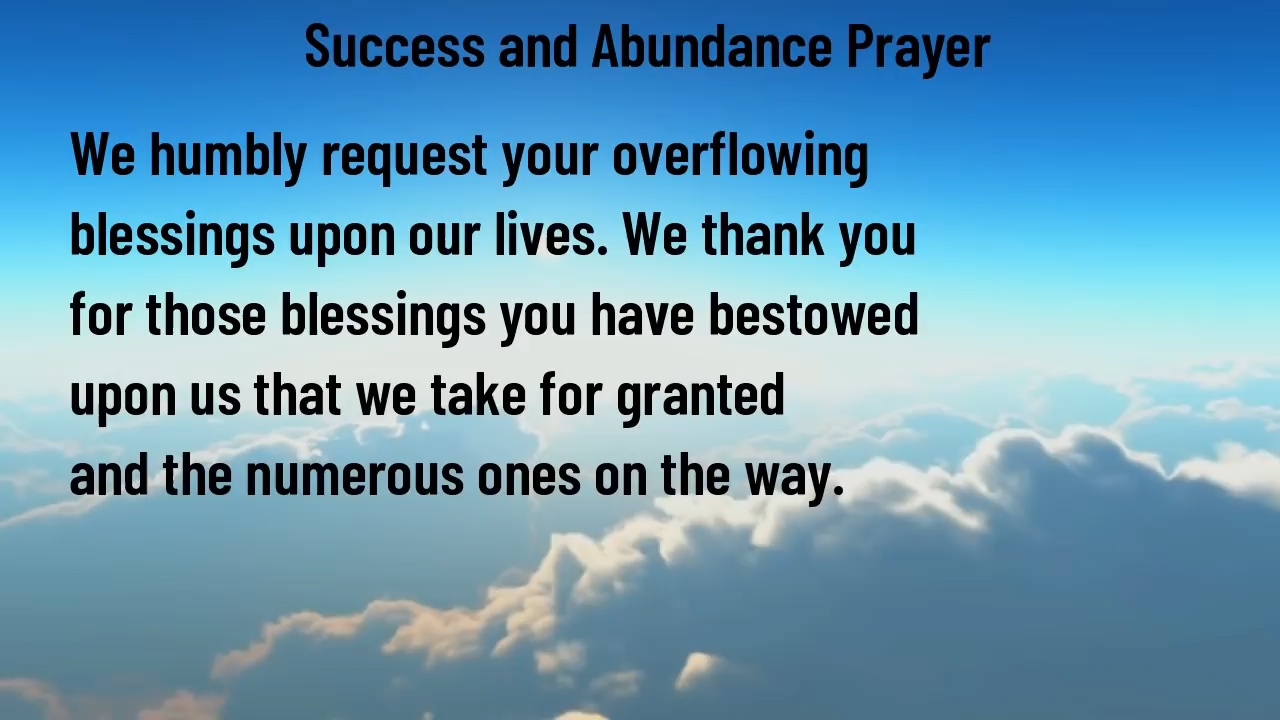 Success and Abundance Prayer
We humbly request your overflowing
blessings upon our lives. We thank you
for those blessings you have bestowed
upon us that we take for granted
and the numerous ones on the way.